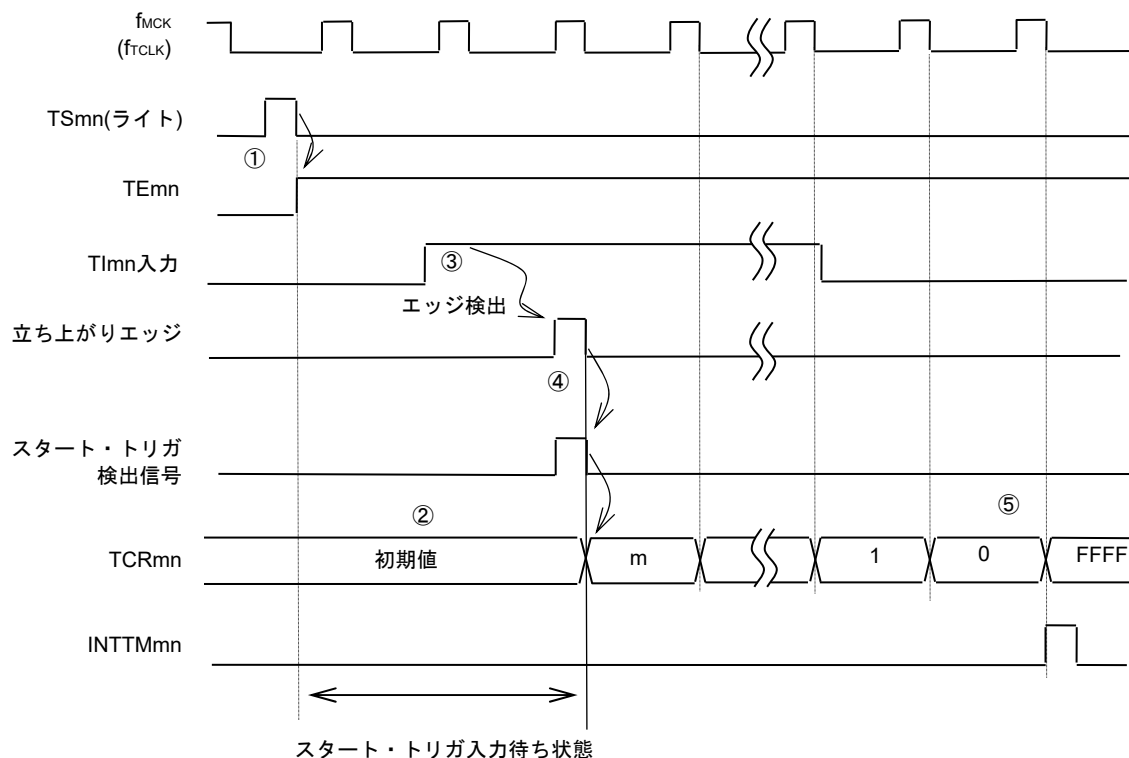 fMCK
(fTCLK)
TSmn(ライト)
①
TEmn
TImn入力
③
エッジ検出
立ち上がりエッジ
④
スタート・トリガ
検出信号
②
⑤
TCRmn
初期値
m
1
0
FFFF
INTTMmn
スタート・トリガ入力待ち状態